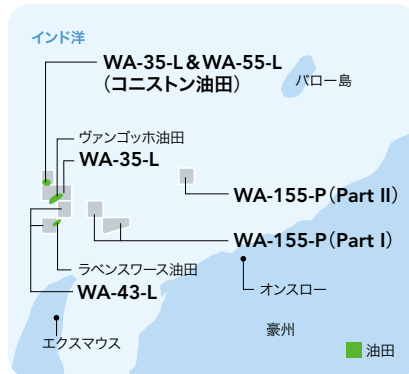 インド洋
WA-35-L＆WA-55-L
（コニストン油田）
バロー島
ヴァンゴッホ油田
WA-35-L
WA-155-P（Part II）
WA-155-P（Part I）
ラベンスワース油田
WA-43-L
オンスロー
エクスマウス
豪州
油田